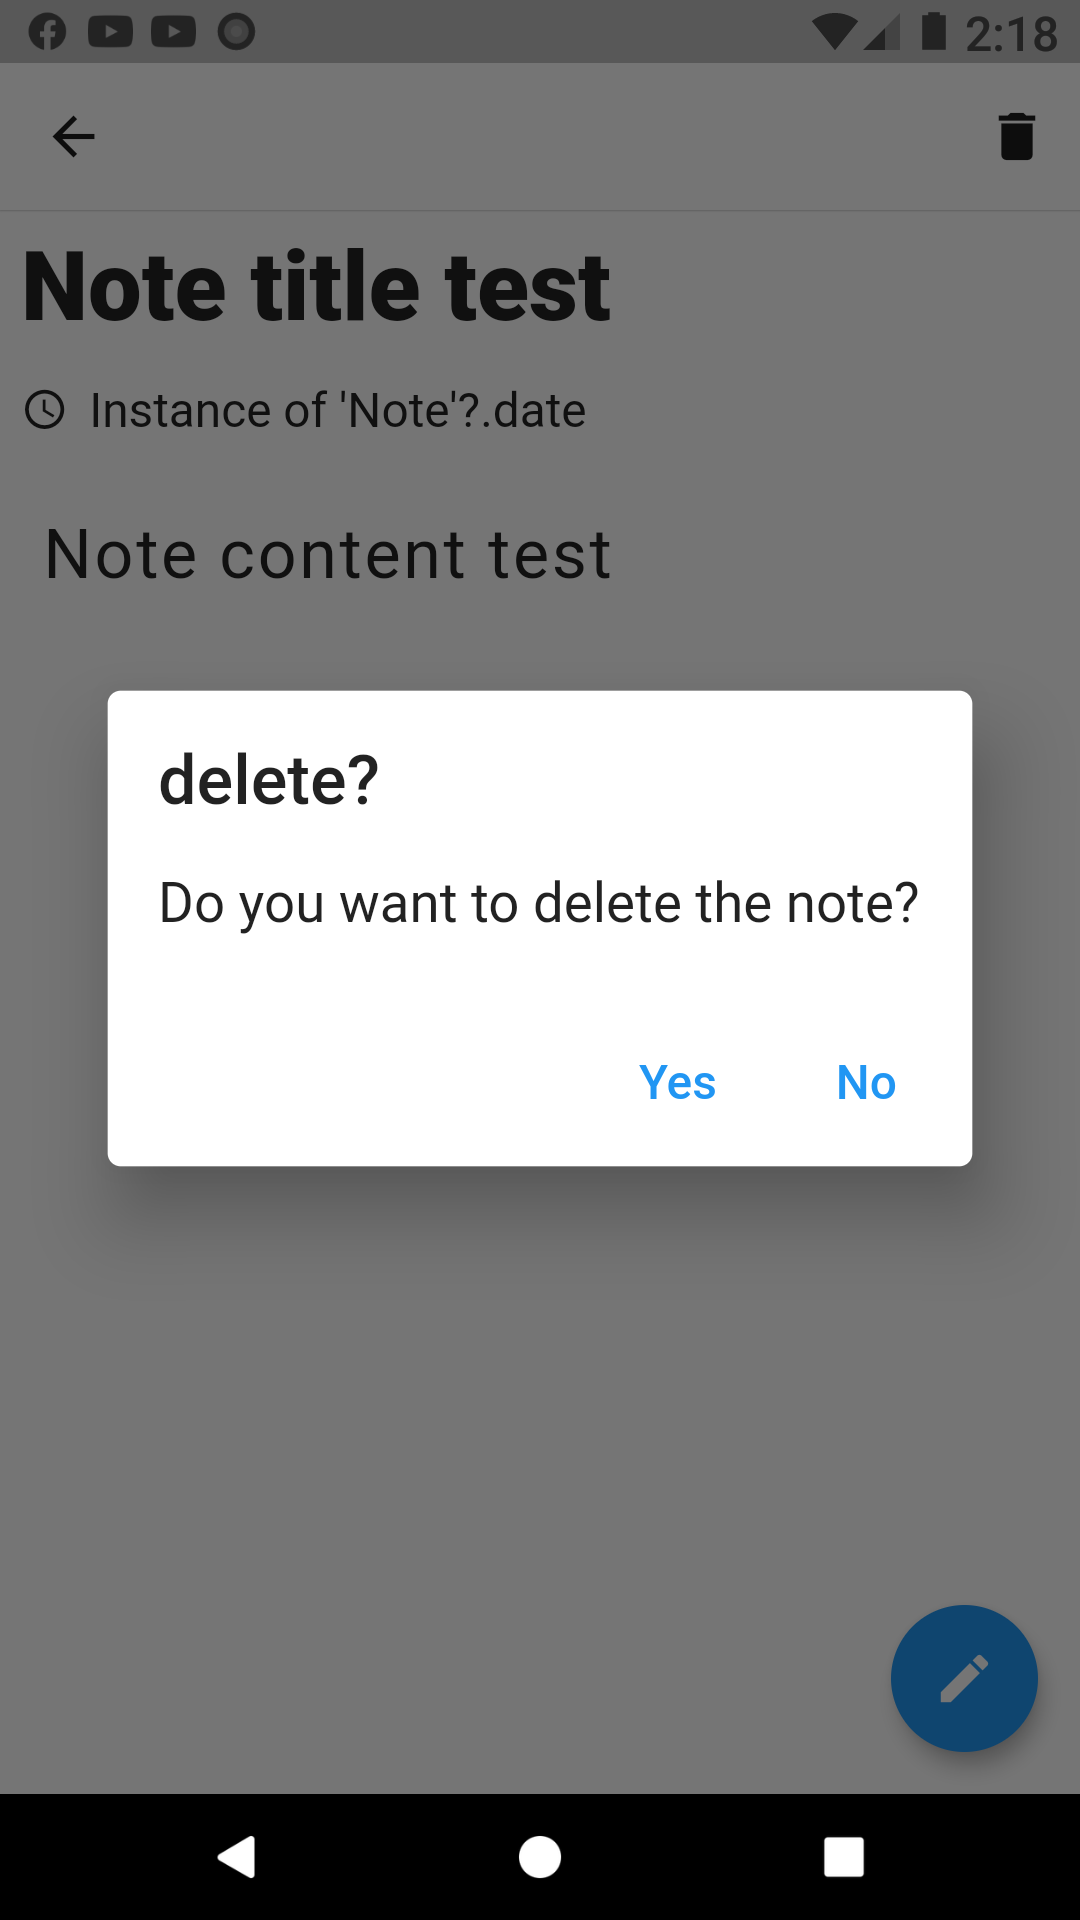 2:18
Note title test
Instance of 'Note'?.date
Note content test
delete?
Do you want to delete the note?
Yes No